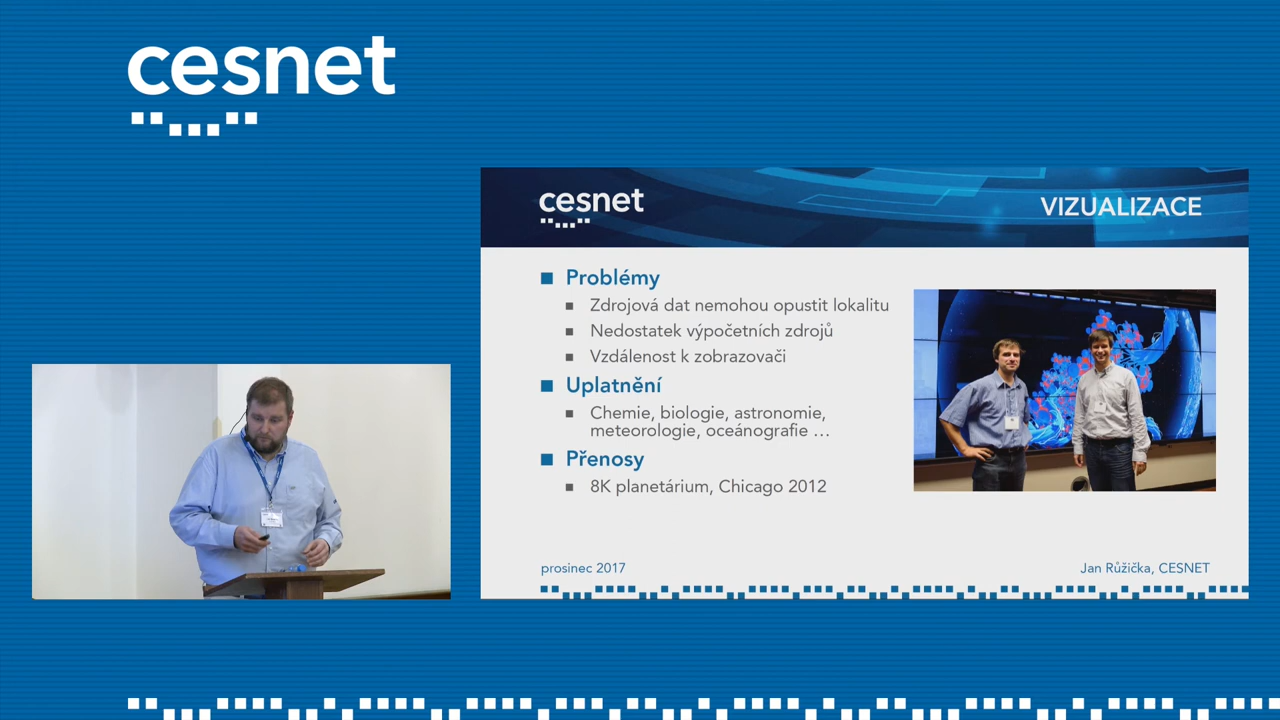 cesnet
cesnet
VIZUALIZACE
Problémy
Zdrojová dat nemohou opustit lokalitu
Nedostatek výpočetních zdrojů
Vzdálenost k zobrazovači
Uplatnění
Chemie, biologie, astronomie,
meteorologie, oceánografie …
Přenosy
8K planetárium, Chicago 2012
prosinec 2017
Jan Růžička, CESNET